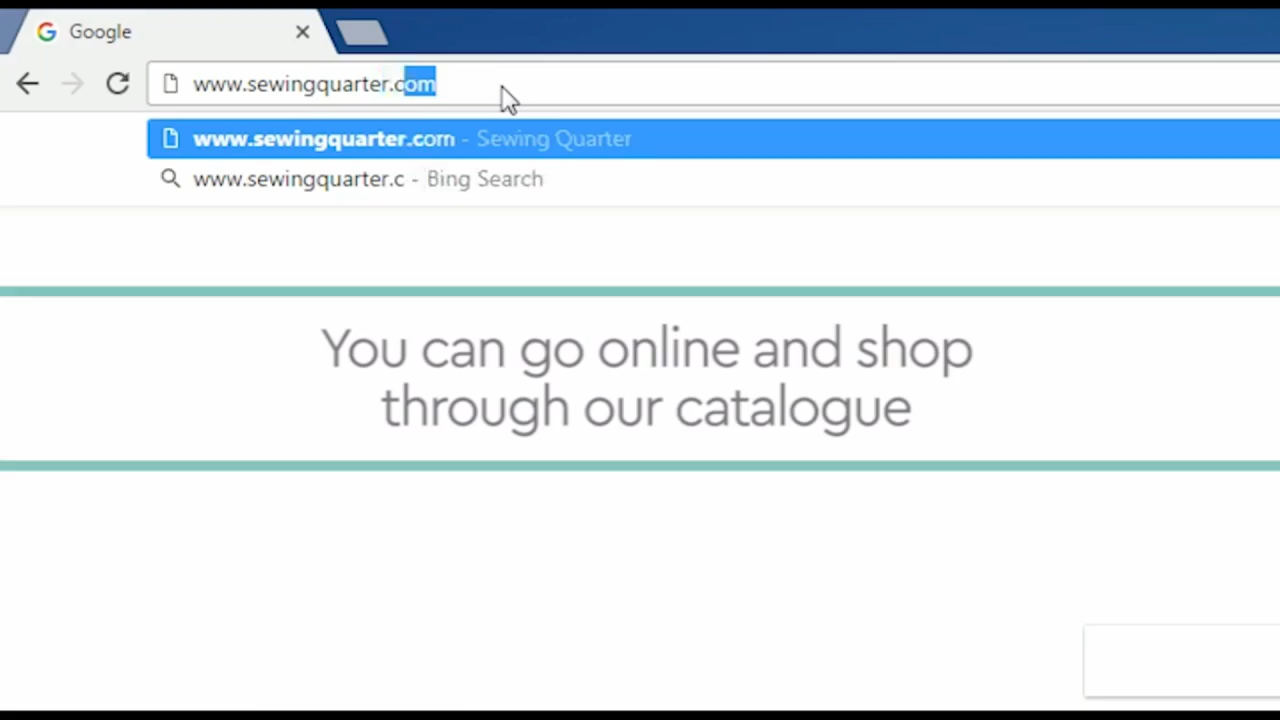 Google
www.sewingquarter.com
www.sewingquarter.com - Sewing Quarter
www.sewingquarter.c - Bing Search
You can go online and shop
through our catalogue